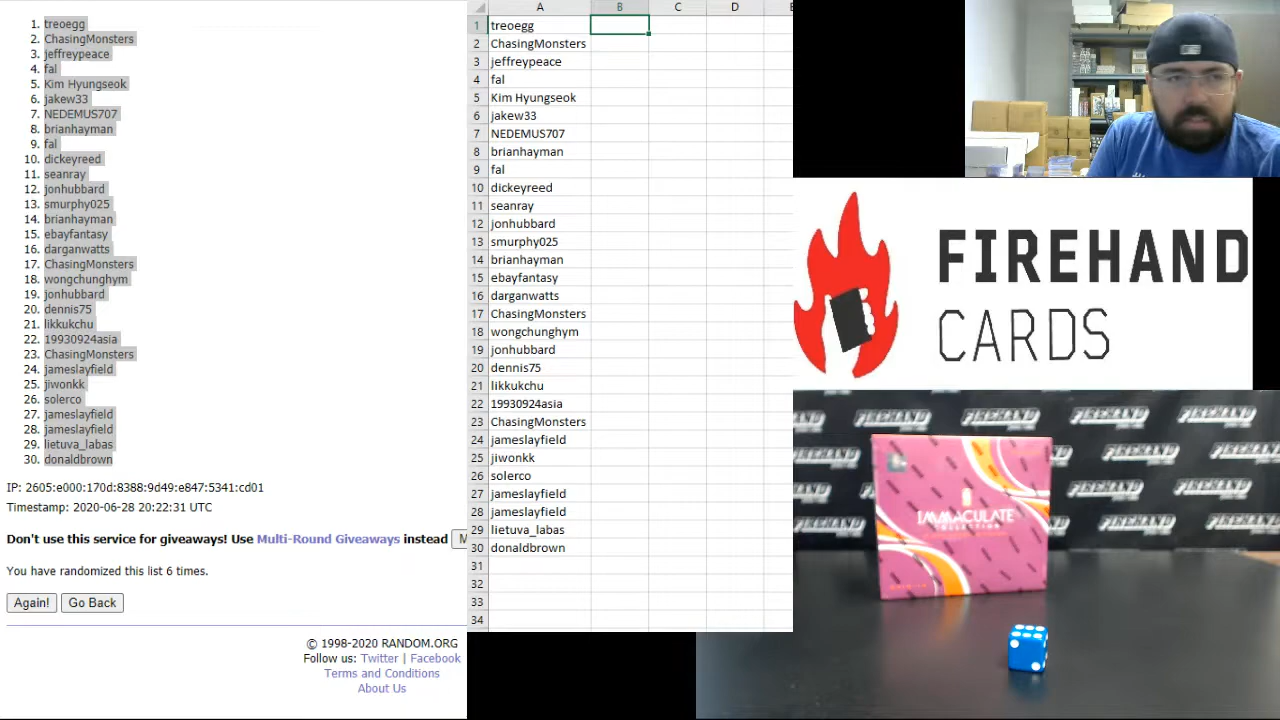 1. treoegg
2. ChasingMonsters
3. jeffreypeace
4. fal
5. Kim Hyungseok
6. jakew33
7. NEDEMUS707
8. brianhayman
9. fal
10. dickeyreed
11. seanray
12. jonhubbard
13. smurphy025
14. brianhayman
15. ebayfantasy
16. darganwatts
17. ChasingMonsters
18. wongchunghym
19. jonhubbard
20. dennis75
21. likkukchu
22. 19930924asia
23. ChasingMonsters
24. jameslayfield
25. jiwonkk
26. solerco
27. jameslayfield
28. jameslayfield
29. lietuva_labas
30. donaldbrown
IP: 2605:e000:170d:8388:9d49:e847:5341:cd01
Timestamp: 2020-06-28 20:22:31 UTC
Don't use this service for giveaways! Use Multi-Round Giveaways instead
You have randomized this list 6 times.
Again! Go Back
© 1998-2020 RANDOM.ORG
Follow us: Twitter | Facebook
Terms and Conditions
About Us
A B C D
1 treoegg
2 ChasingMonsters
3 jeffreypeace
4 fal
5 Kim Hyungseok
6 jakew33
7 NEDEMUS707
8 brianhayman
9 fal
10 dickeyreed
11 seanray
12 jonhubbard
13 smurphy025
14 brianhayman
15 ebayfantasy
16 darganwatts
17 ChasingMonsters
18 wongchunghym
19 jonhubbard
20 dennis75
21 likkukchu
22 19930924asia
23 ChasingMonsters
24 jameslayfield
25 jiwonkk
26 solerco
27 jameslayfield
28 jameslayfield
29 lietuva_labas
30 donaldbrown
31
32
33
34
FIREHAND
CARDS
FIREHAND
FIREHAND
FIREHAND
IMMACULATE
COLLECTION